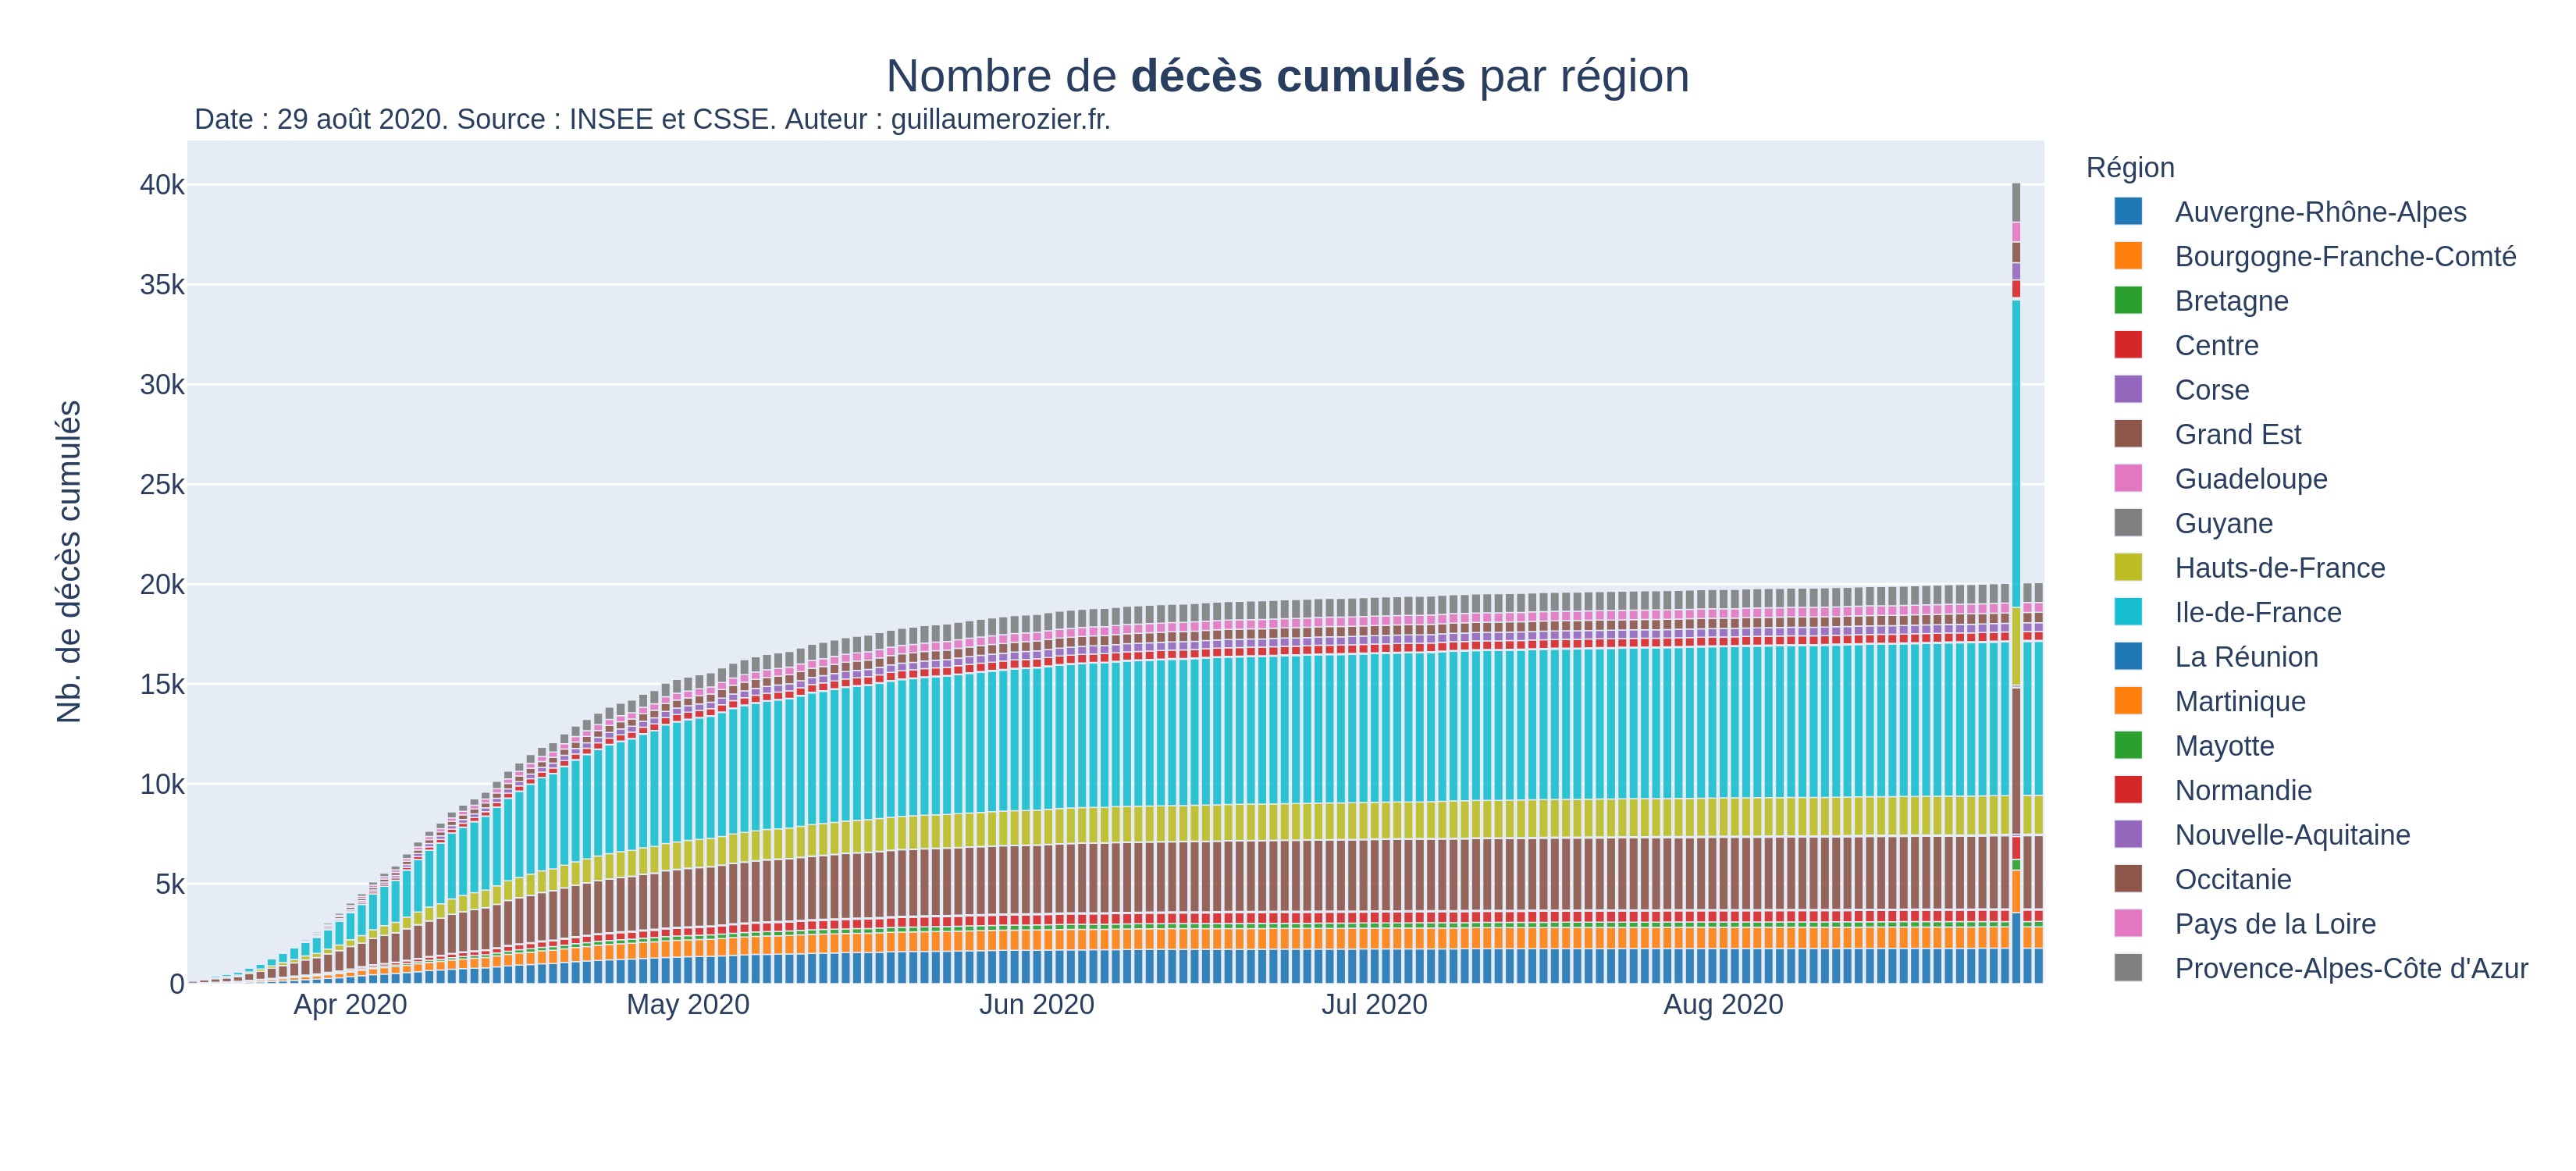 Nombre de décès cumulés par région
Date : 29 août 2020. Source : INSEE et CSSE. Auteur : guillaumerozier.fr.
Nb. de décès cumulés
40k
35k
30k
25k
20k
15k
10k
5k
0
Apr 2020
May 2020
Jun 2020
Jul 2020
Aug 2020
Région
Auvergne-Rhône-Alpes
Bourgogne-Franche-Comté
Bretagne
Centre
Corse
Grand Est
Guadeloupe
Guyane
Hauts-de-France
Ile-de-France
La Réunion
Martinique
Mayotte
Normandie
Nouvelle-Aquitaine
Occitanie
Pays de la Loire
Provence-Alpes-Côte d'Azur